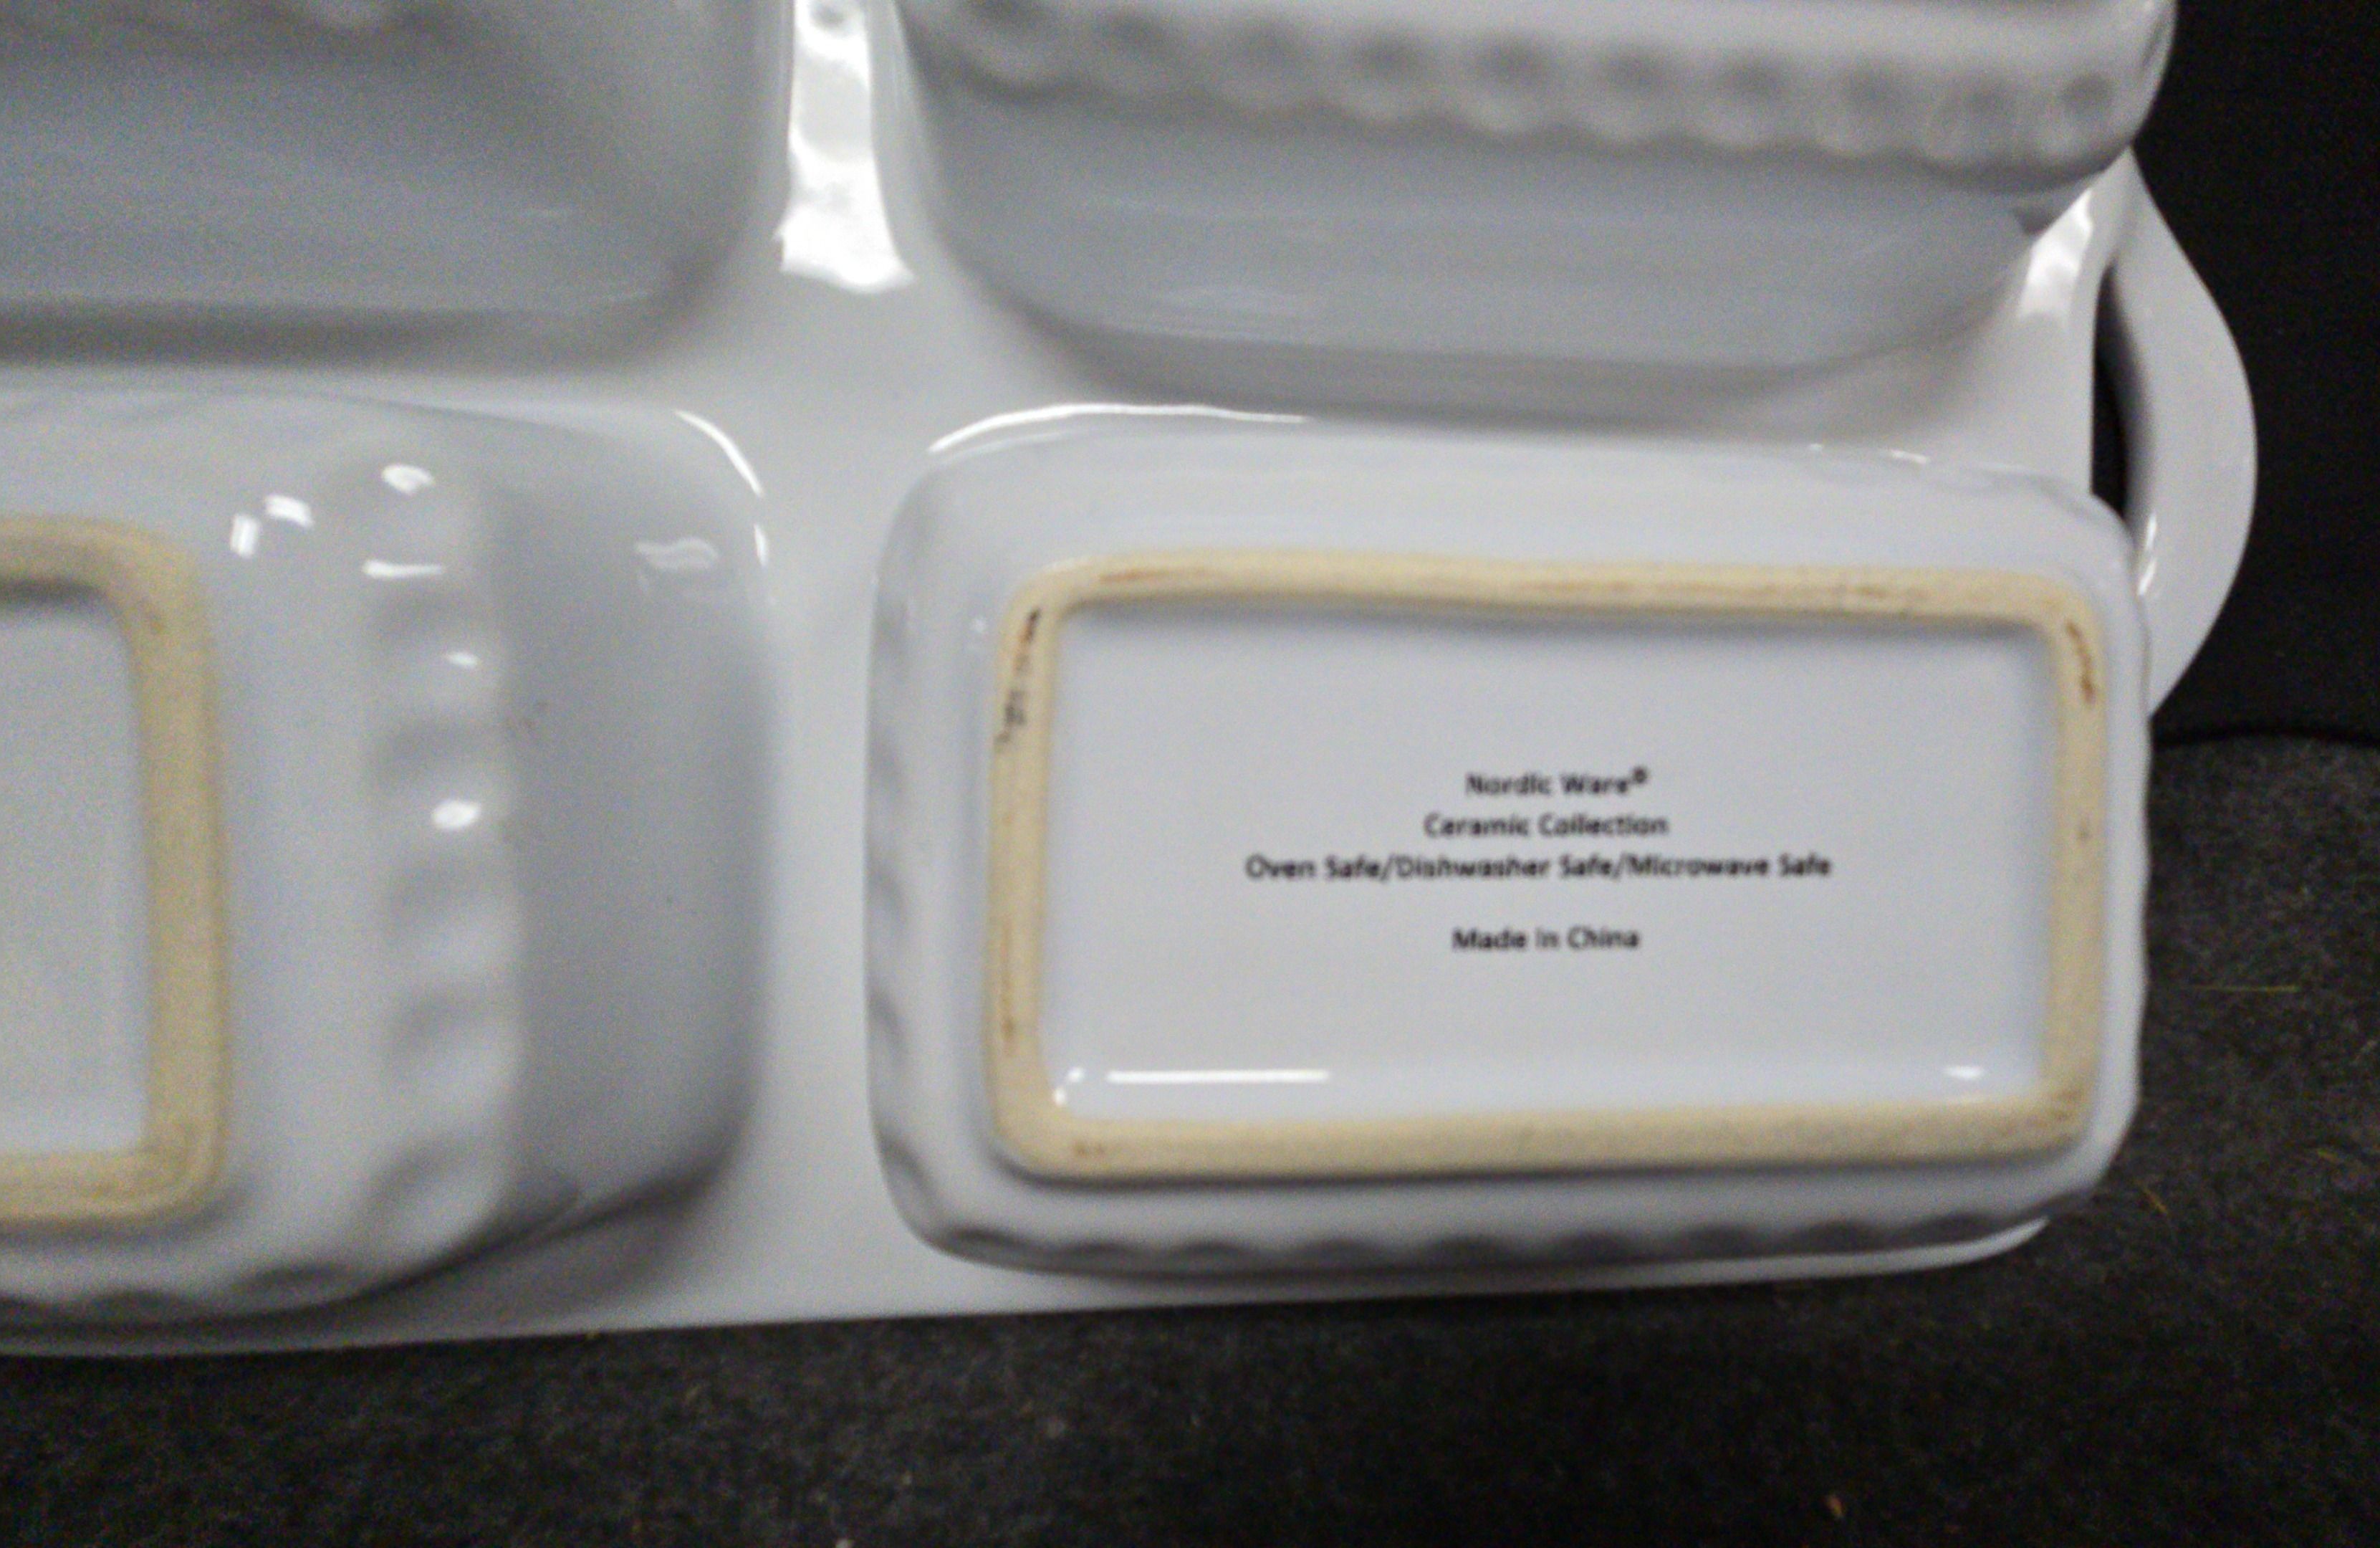 Nordic Ware®
Ceramic Collection
Oven Safe/Dishwasher Safe/Microwave Safe
Made In China